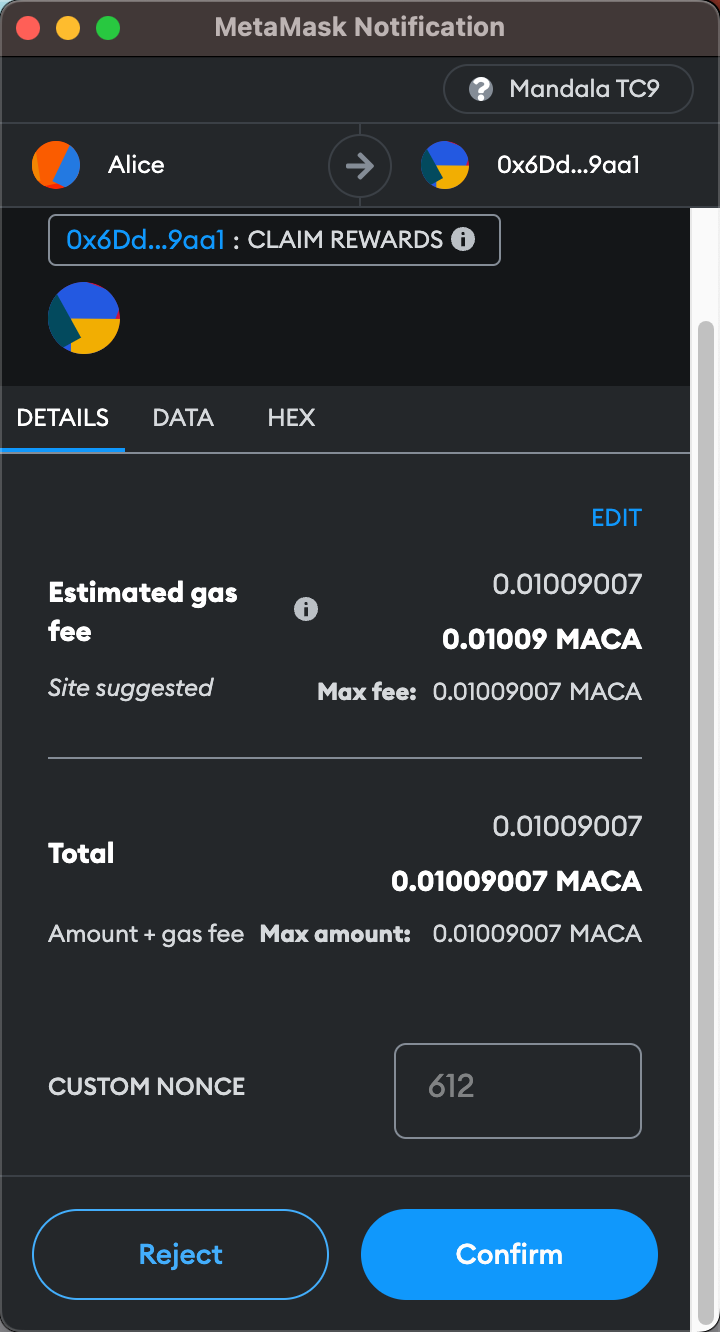 MetaMask Notification
Mandala TC9
Alice
0x6Dd...9aa1
0x6Dd...9aa1 : CLAIM REWARDS
DETAILS DATA HEX
EDIT
Estimated gas fee
0.01009007
0.01009 MACA
Site suggested
Max fee: 0.01009007 MACA
0.01009007
Total
0.01009007 MACA
Amount + gas fee Max amount: 0.01009007 MACA
CUSTOM NONCE
612
Reject
Confirm